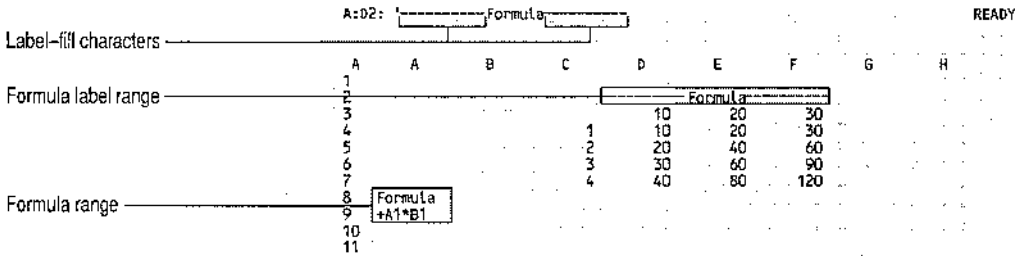 A:D2: '----------Formula---------- READY
Label-fill characters
A A B C D E F G H
1
Formula label range 2 ----------Formula----------
3 10 20 30
4 1 10 20 30
5 2 20 40 60
6 3 30 60 90
7 4 40 80 120
8 Formula
Formula range 9 +A1*B1
10
11